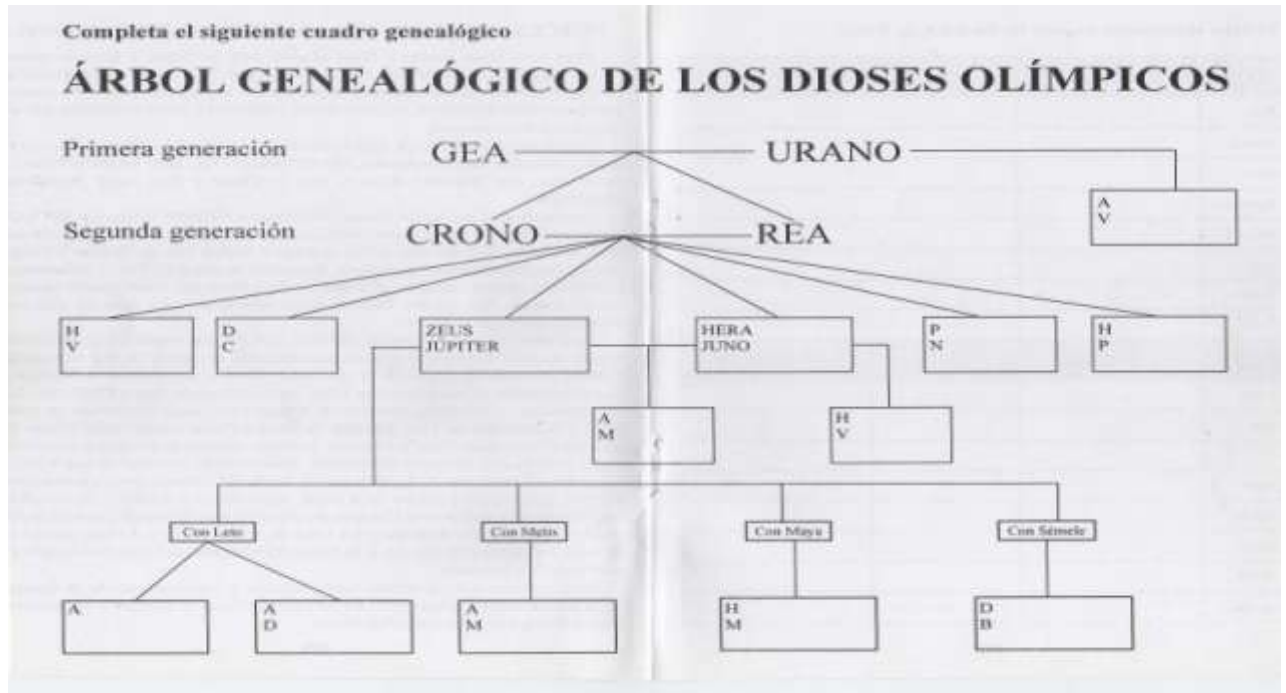 Completa el siguiente cuadro genealógico
ÁRBOL GENEALÓGICO DE LOS DIOSES OLÍMPICOS
Primera generación GEA URANO
A
V
Segunda generación CRONO REA
H
V
D
C
ZEUS
JÚPITER
HERA
JUNO
P
N
H
P
A
M
H
V
Con Leto
Con Metis
Con Maya
Con Sémele
A
A
D
A
M
H
M
D
B